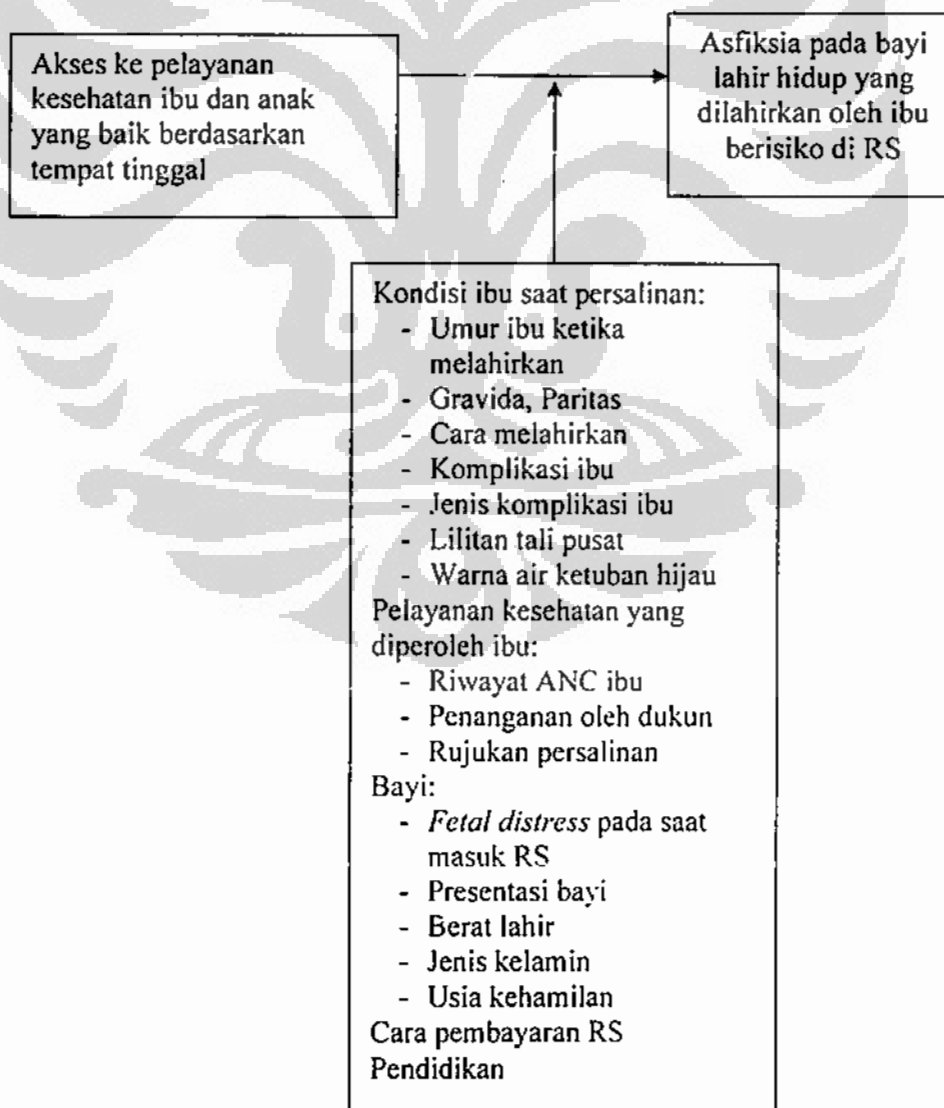 Akses ke pelayanan
kesehatan ibu dan anak
yang baik berdasarkan
tempat tinggal
Asfiksia pada bayi
lahir hidup yang
dilahirkan oleh ibu
berisiko di RS
Kondisi ibu saat persalinan:
- Umur ibu ketika
melahirkan
- Gravida, Paritas
- Cara melahirkan
- Komplikasi ibu
- Jenis komplikasi ibu
- Lilitan tali pusat
- Warna air ketuban hijau
Pelayanan kesehatan yang
diperoleh ibu:
- Riwayat ANC ibu
- Penanganan oleh dukun
- Rujukan persalinan
Bayi:
- Fetal distress pada saat
masuk RS
- Presentasi bayi
- Berat lahir
- Jenis kelamin
- Usia kehamilan
Cara pembayaran RS
Pendidikan